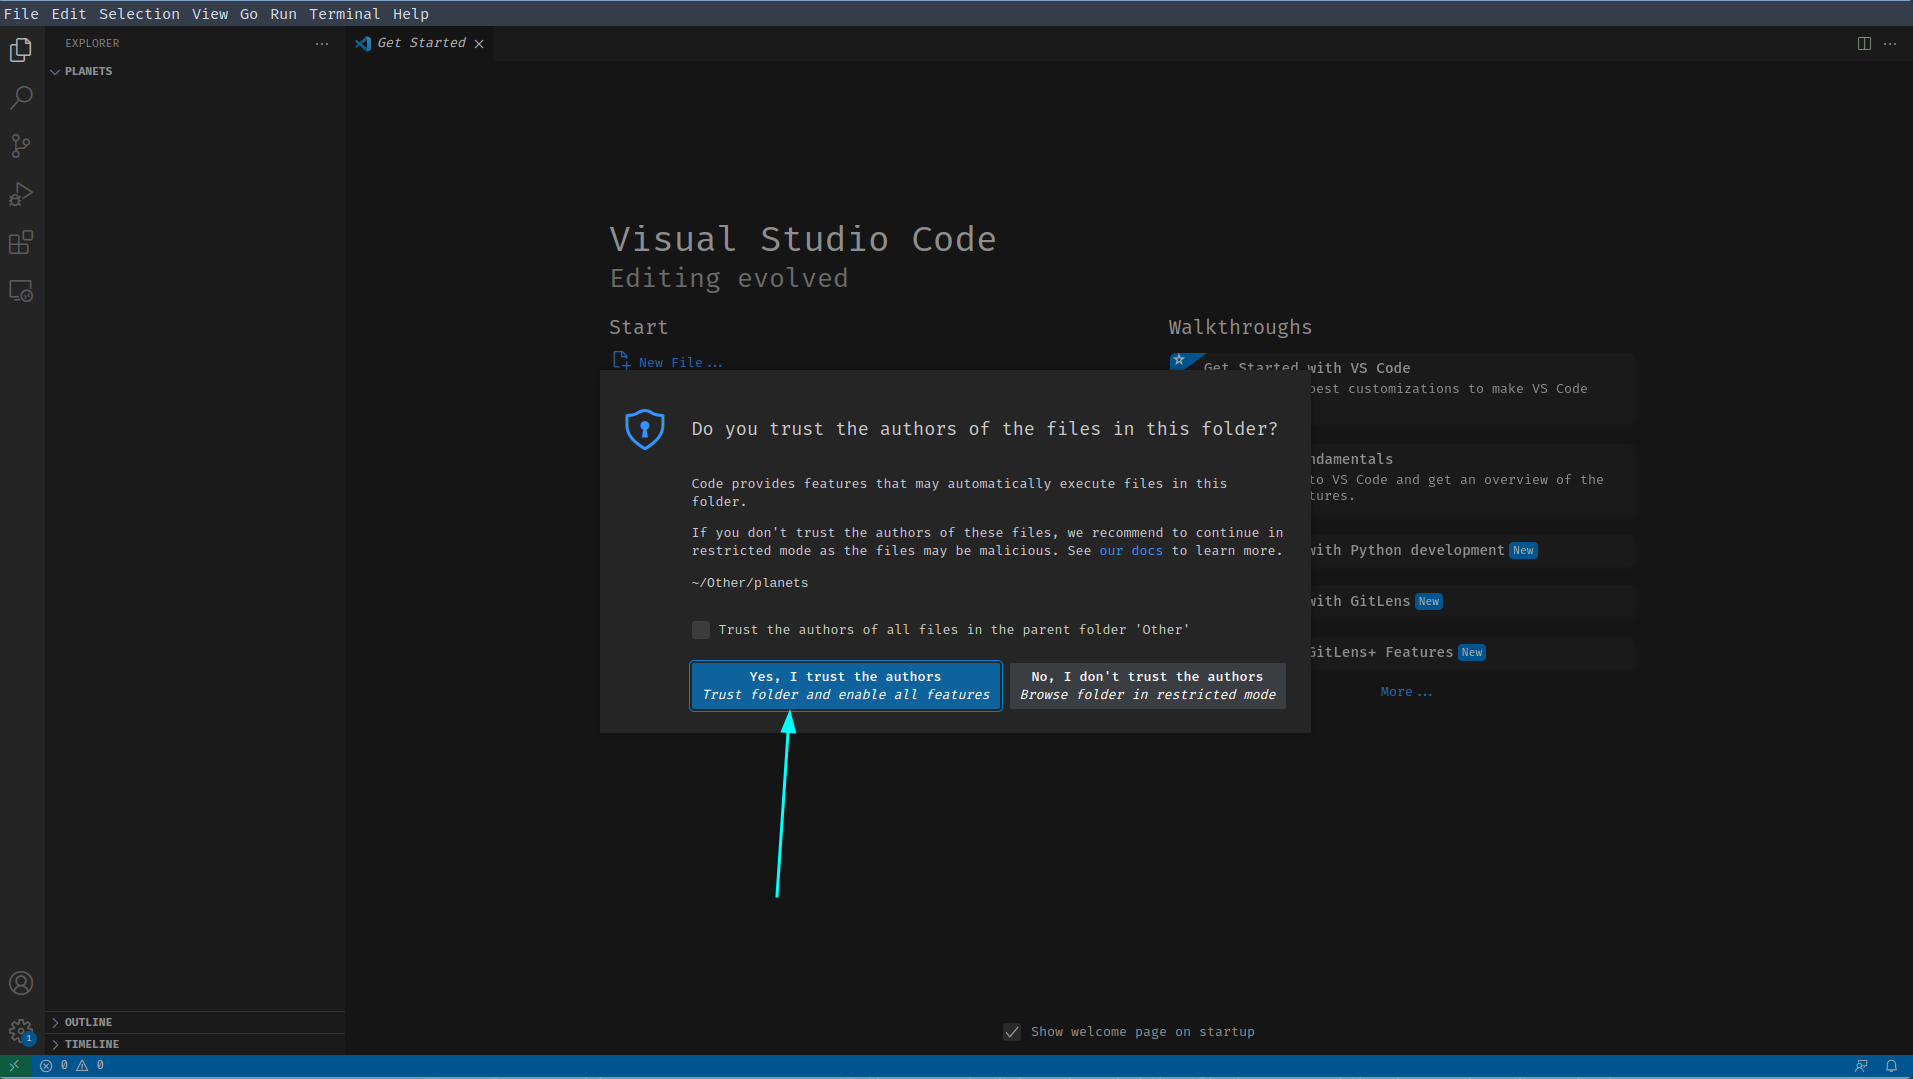 File Edit Selection View Go Run Terminal Help
EXPLORER
Get Started
PLANETS
Visual Studio Code
Editing evolved
Start
Walkthroughs
New File...
Get Started with VS Code
best customizations to make VS Code
Do you trust the authors of the files in this folder?
Code provides features that may automatically execute files in this
folder.
If you don't trust the authors of these files, we recommend to continue in
restricted mode as the files may be malicious. See our docs to learn more.
~/Other/planets
Trust the authors of all files in the parent folder 'Other'
Yes, I trust the authors
Trust folder and enable all features
No, I don't trust the authors
Browse folder in restricted mode
ndamentals
to VS Code and get an overview of the
tures.
with Python development New
with GitLens New
GitLens+ Features New
More...
OUTLINE
TIMELINE
Show welcome page on startup
1
0 0